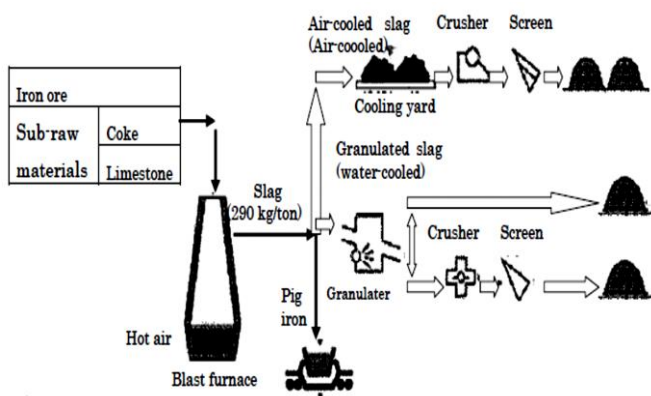 Air-cooled slag
(Air-coooled)
Crusher
Screen
Cooling yard
Iron ore
Sub-raw
materials
Coke
Limestone
Granulated slag
(water-cooled)
Slag
(290 kg/ton)
Crusher
Screen
Granulater
Pig
iron
Hot air
Blast furnace